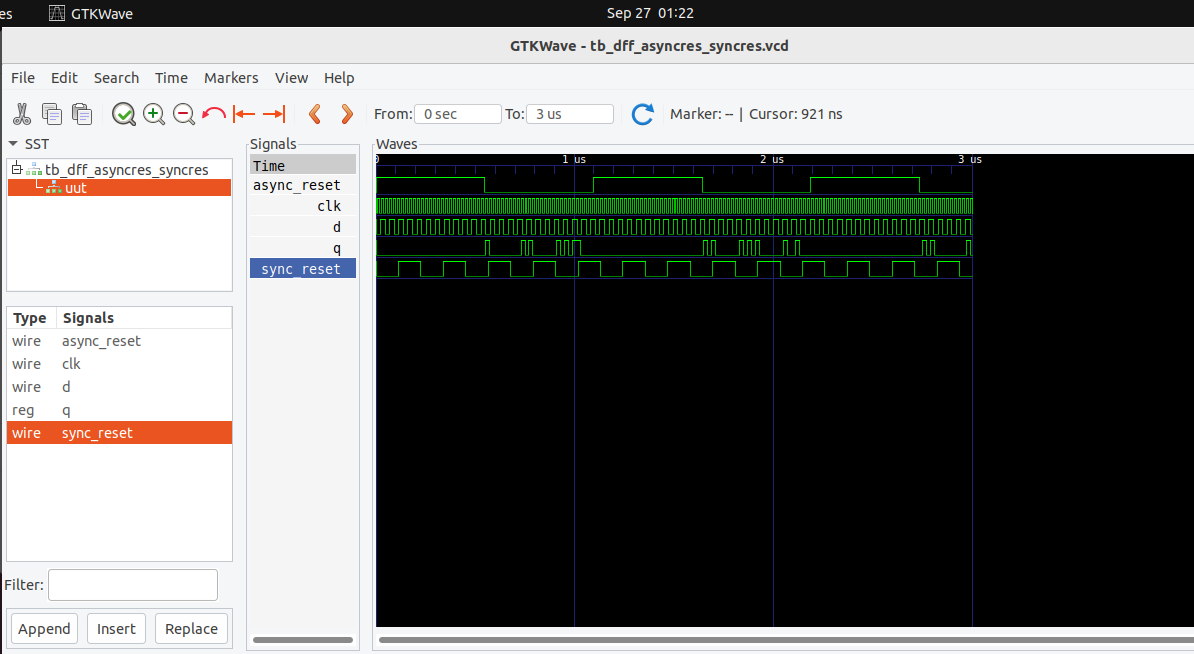 es GTKWave Sep 27 01:22
GTKWave - tb_dff_asyncres_syncres.vcd
File Edit Search Time Markers View Help
From: 0 sec To: 3 us Marker: -- | Cursor: 921 ns
SST
tb_dff_asyncres_syncres
uut
Type Signals
wire async_reset
wire clk
wire d
reg q
wire sync_reset
Filter:
Append Insert Replace
Signals
Time
async_reset
clk
d
q
sync_reset
Waves
0 1 us 2 us 3 us